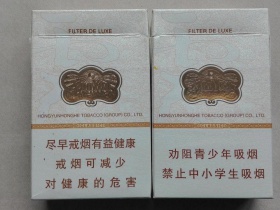 FILTER DE LUXE
HONGYUNHONGHE TOBACCO (GROUP) CO., LTD.
尽早戒烟有益健康
戒烟可减少
对健康的危害
FILTER DE LUXE
HONGYUNHONGHE TOBACCO (GROUP) CO., LTD.
劝阻青少年吸烟
禁止中小学生吸烟